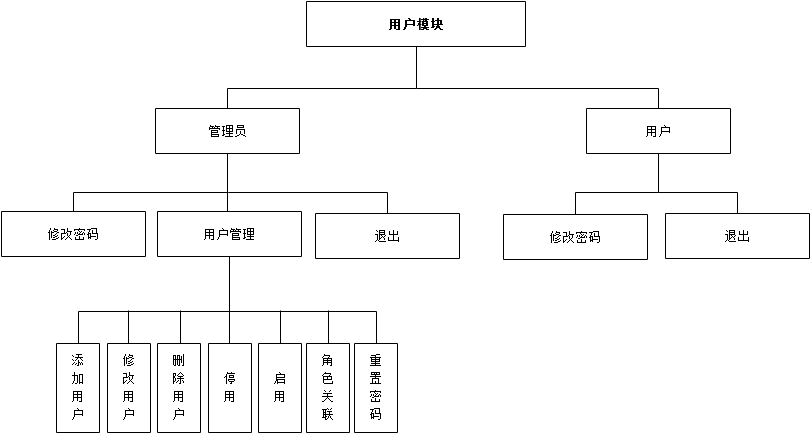 用户模块
管理员
用户
修改密码
用户管理
退出
修改密码
退出
添加用户
修改用户
删除用户
停用
启用
角色关联
重置密码